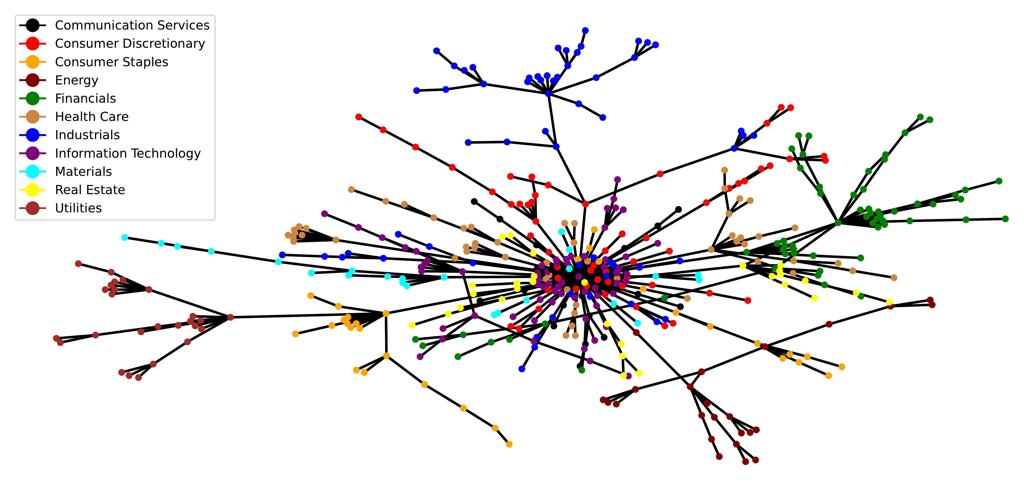 Communication Services
Consumer Discretionary
Consumer Staples
Energy
Financials
Health Care
Industrials
Information Technology
Materials
Real Estate
Utilities